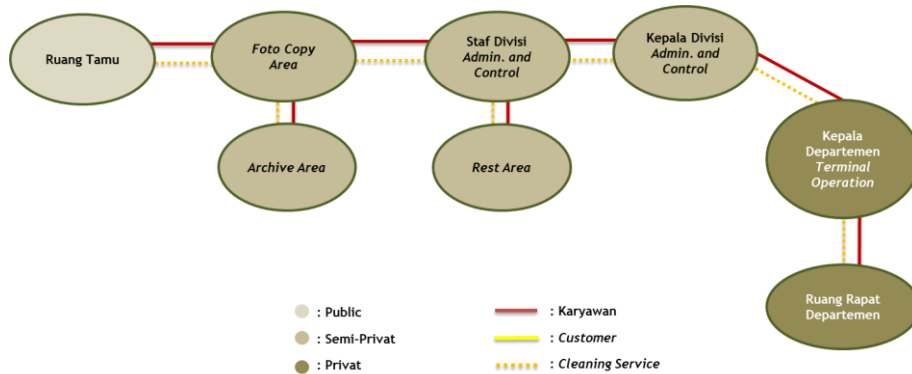 Ruang Tamu
Foto Copy
Area
Staf Divisi
Admin. and
Control
Kepala Divisi
Admin. and
Control
Archive Area
Rest Area
Kepala
Departemen
Terminal
Operation
Ruang Rapat
Departemen
: Public
: Semi-Privat
: Privat
: Karyawan
: Customer
: Cleaning Service